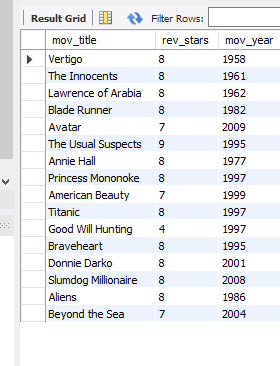 Result Grid Filter Rows:
mov_title rev_stars mov_year
Vertigo 8 1958
The Innocents 8 1961
Lawrence of Arabia 8 1962
Blade Runner 8 1982
Avatar 7 2009
The Usual Suspects 9 1995
Annie Hall 8 1977
Princess Mononoke 8 1997
American Beauty 7 1999
Titanic 8 1997
Good Will Hunting 4 1997
Braveheart 8 1995
Donnie Darko 8 2001
Slumdog Millionaire 8 2008
Aliens 8 1986
Beyond the Sea 7 2004